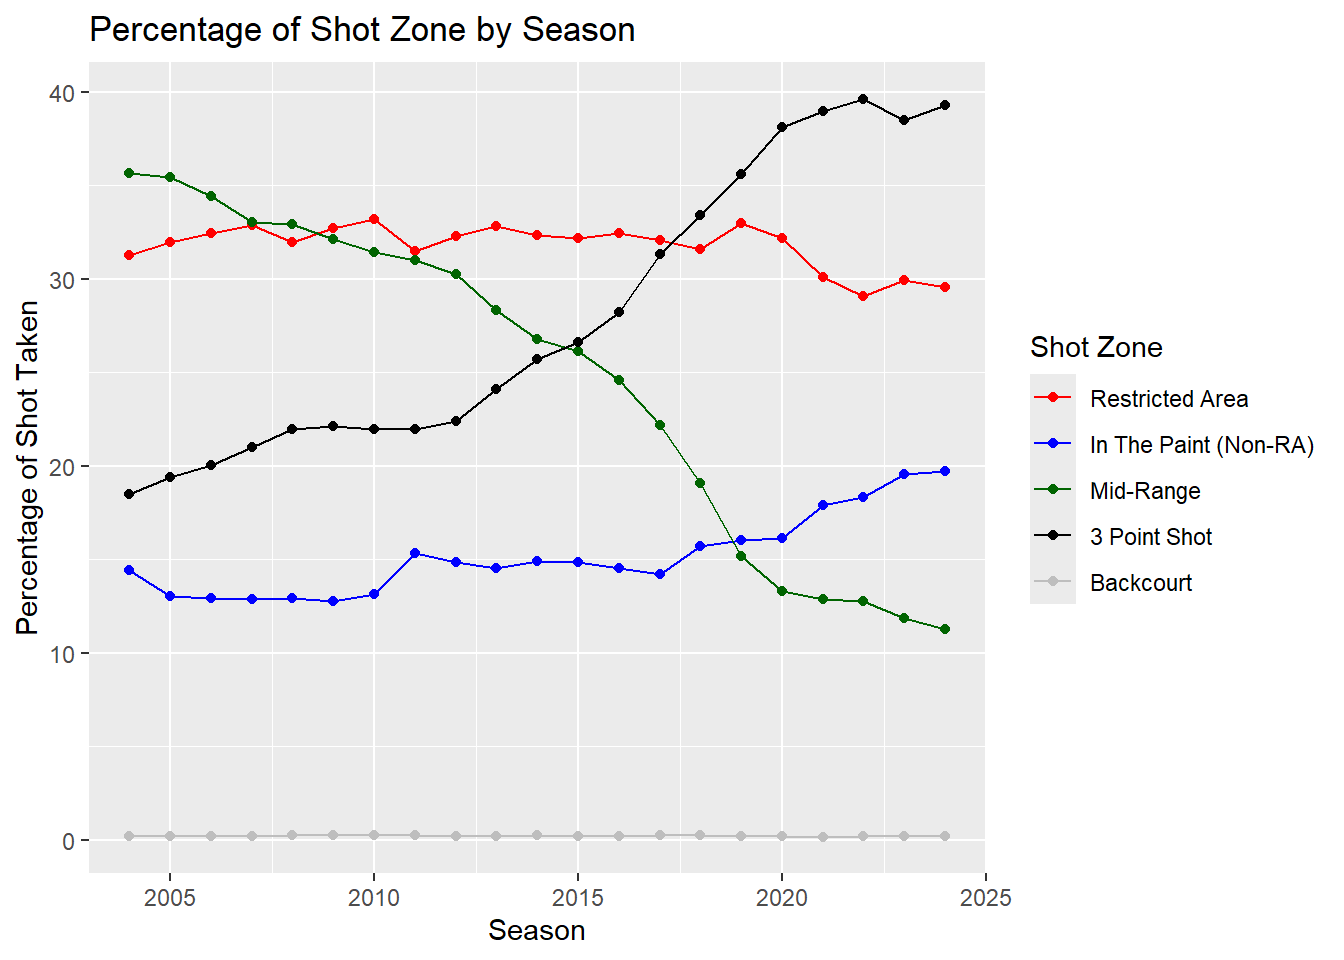 Percentage of Shot Zone by Season
Percentage of Shot Taken
40
30
20
10
0
2005
2010
2015
2020
2025
Season
Shot Zone
Restricted Area
In The Paint (Non-RA)
Mid-Range
3 Point Shot
Backcourt